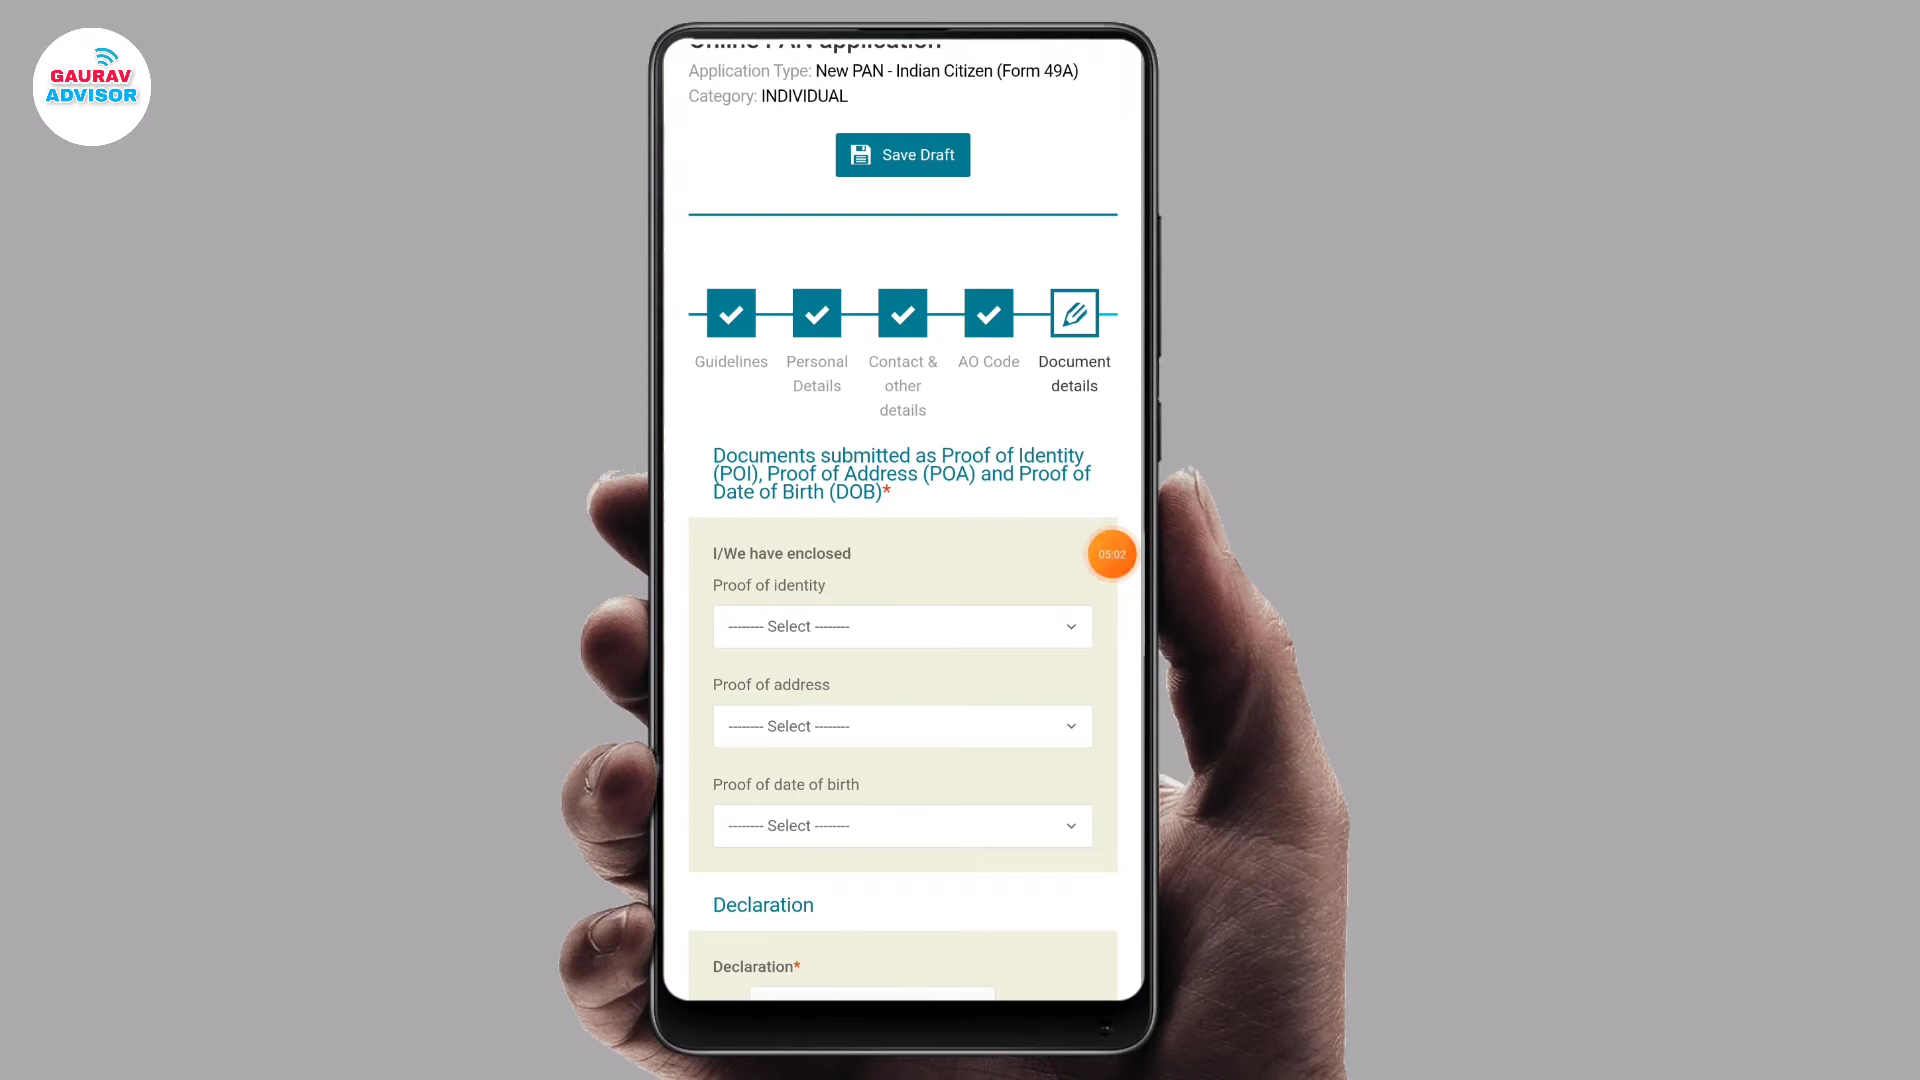 GAURAV
ADVISOR
Online PAN application
Application Type: New PAN - Indian Citizen (Form 49A)
Category: INDIVIDUAL
Save Draft
Guidelines
Personal
Details
Contact &
other
details
AO Code
Document
details
Documents submitted as Proof of Identity
(POI), Proof of Address (POA) and Proof of
Date of Birth (DOB)*
I/We have enclosed
05:02
Proof of identity
-------- Select --------
Proof of address
-------- Select --------
Proof of date of birth
-------- Select --------
Declaration
Declaration*